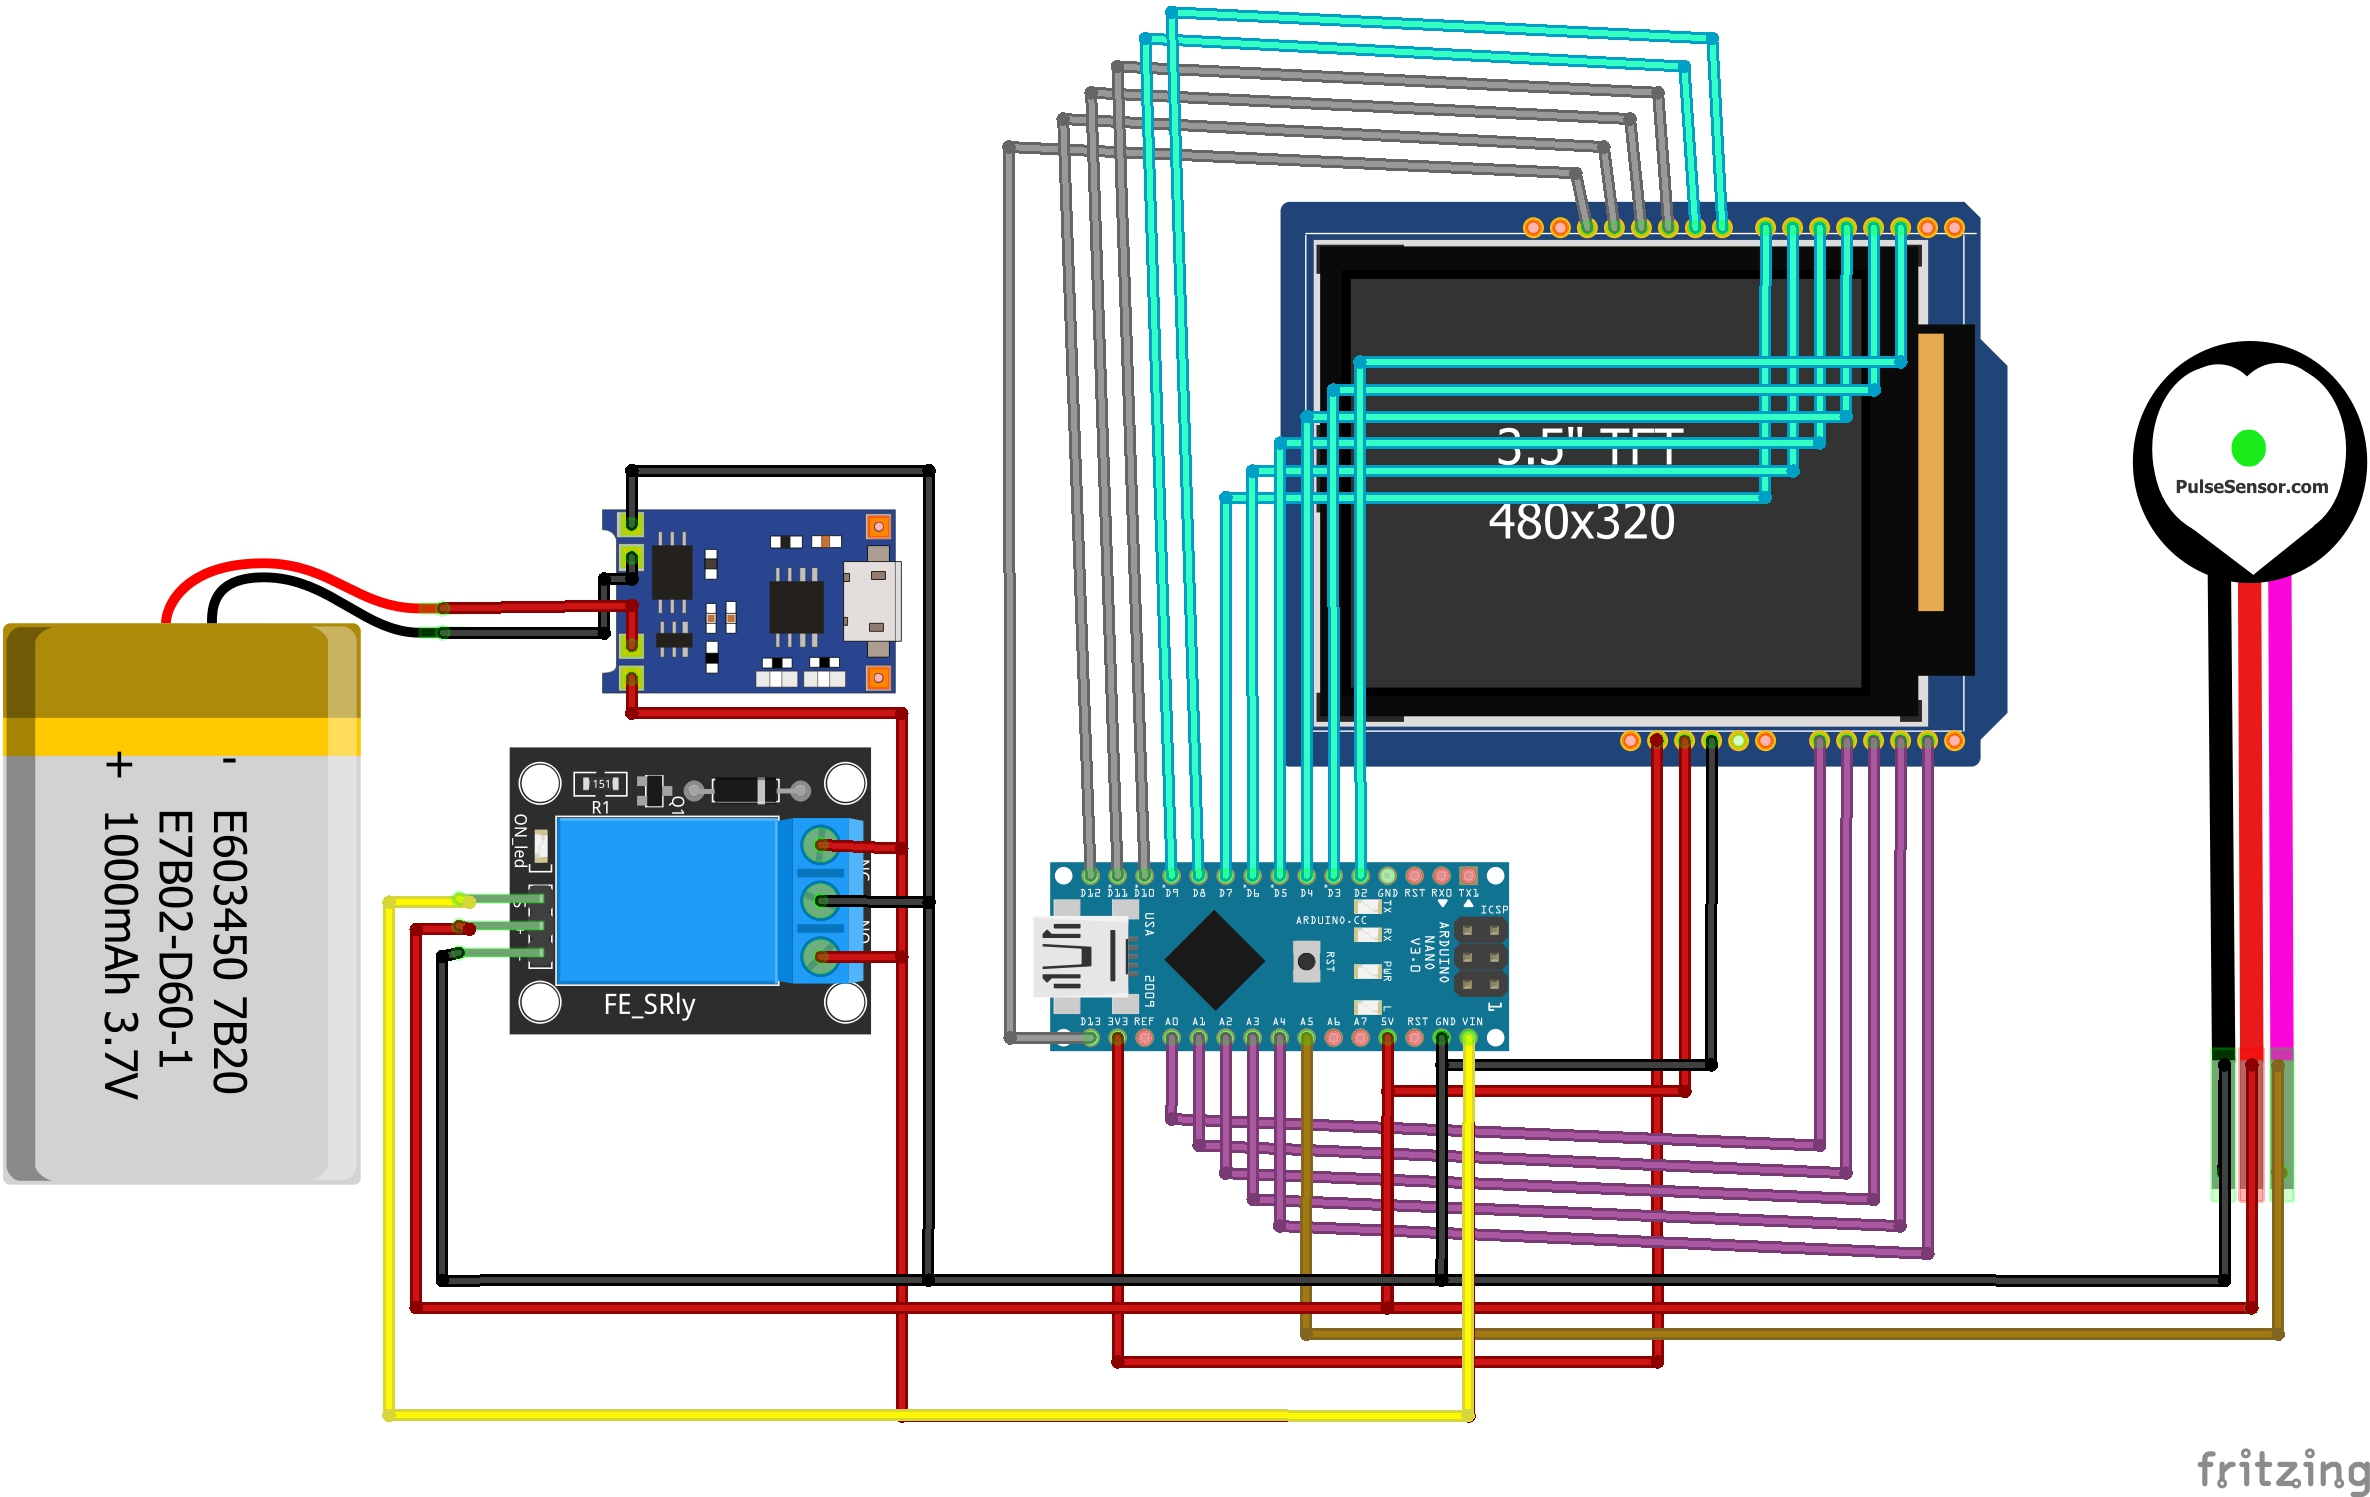 3.5" TFT
480x320
PulseSensor.com
-
+
E603450 7B20
E7B02-D60-1
1000mAh 3.7V
151
R1
Q1
ON_led
NC
NO
S
+
-
FE_SRly
D12 D11 D10 D9 D8 D7 D6 D5 D4 D3 D2 GND RST RX0 TX1
ICSP
TX
RX
PWR
L
ARDUINO.CC
USA
2009
RST
ARDUINO
NANO
V3.0
1
D13 3V3 REF A0 A1 A2 A3 A4 A5 A6 A7 5V RST GND VIN
fritzing